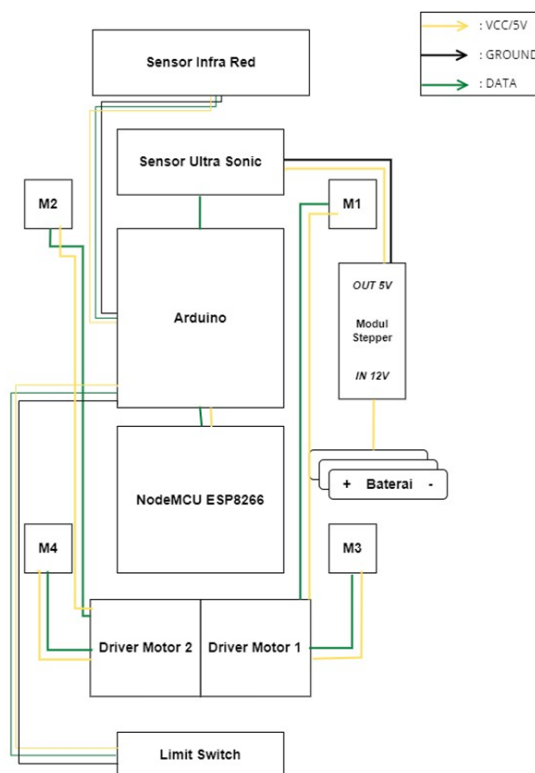 : VCC/5V
: GROUND
: DATA
Sensor Infra Red
Sensor Ultra Sonic
M2
M1
OUT 5V
Arduino
Modul
Stepper
IN 12V
+ Baterai -
NodeMCU ESP8266
M4
M3
Driver Motor 2
Driver Motor 1
Limit Switch